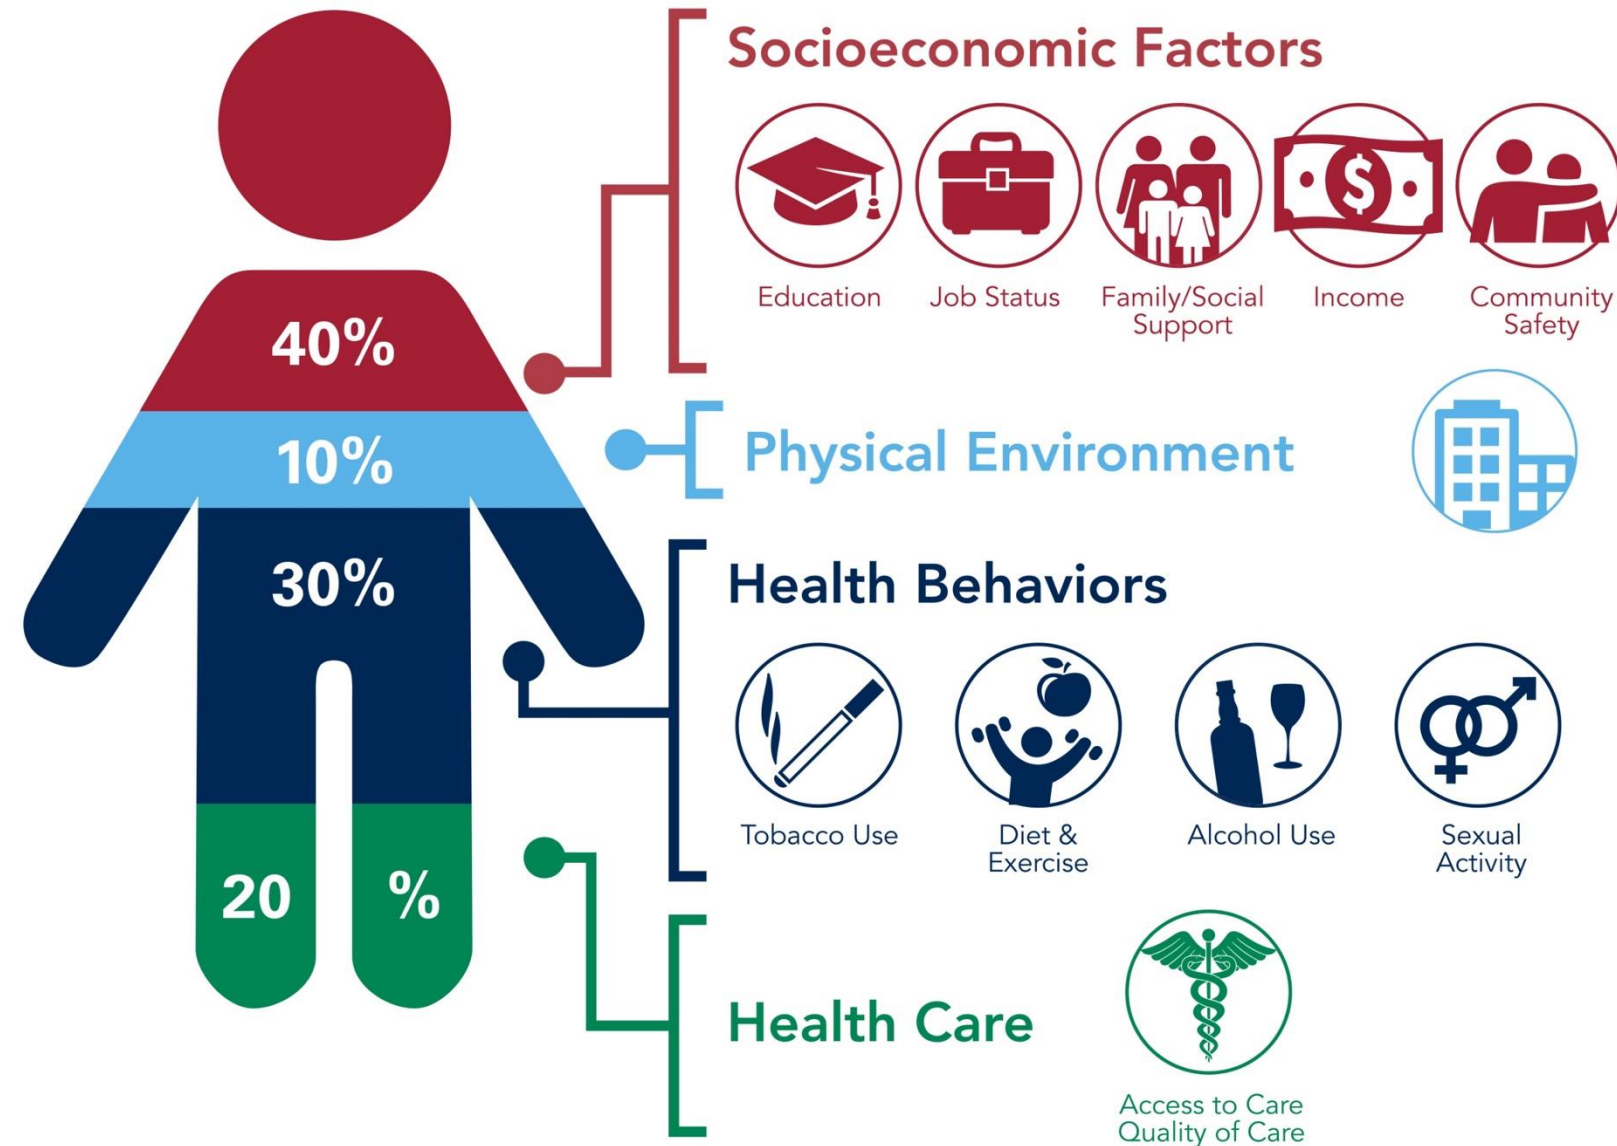 Socioeconomic Factors
Education
Job Status
Family/Social
Support
Income
Community
Safety
40%
10%
Physical Environment
30%
Health Behaviors
Tobacco Use
Diet &
Exercise
Alcohol Use
Sexual
Activity
20 %
Health Care
$
Access to Care
Quality of Care